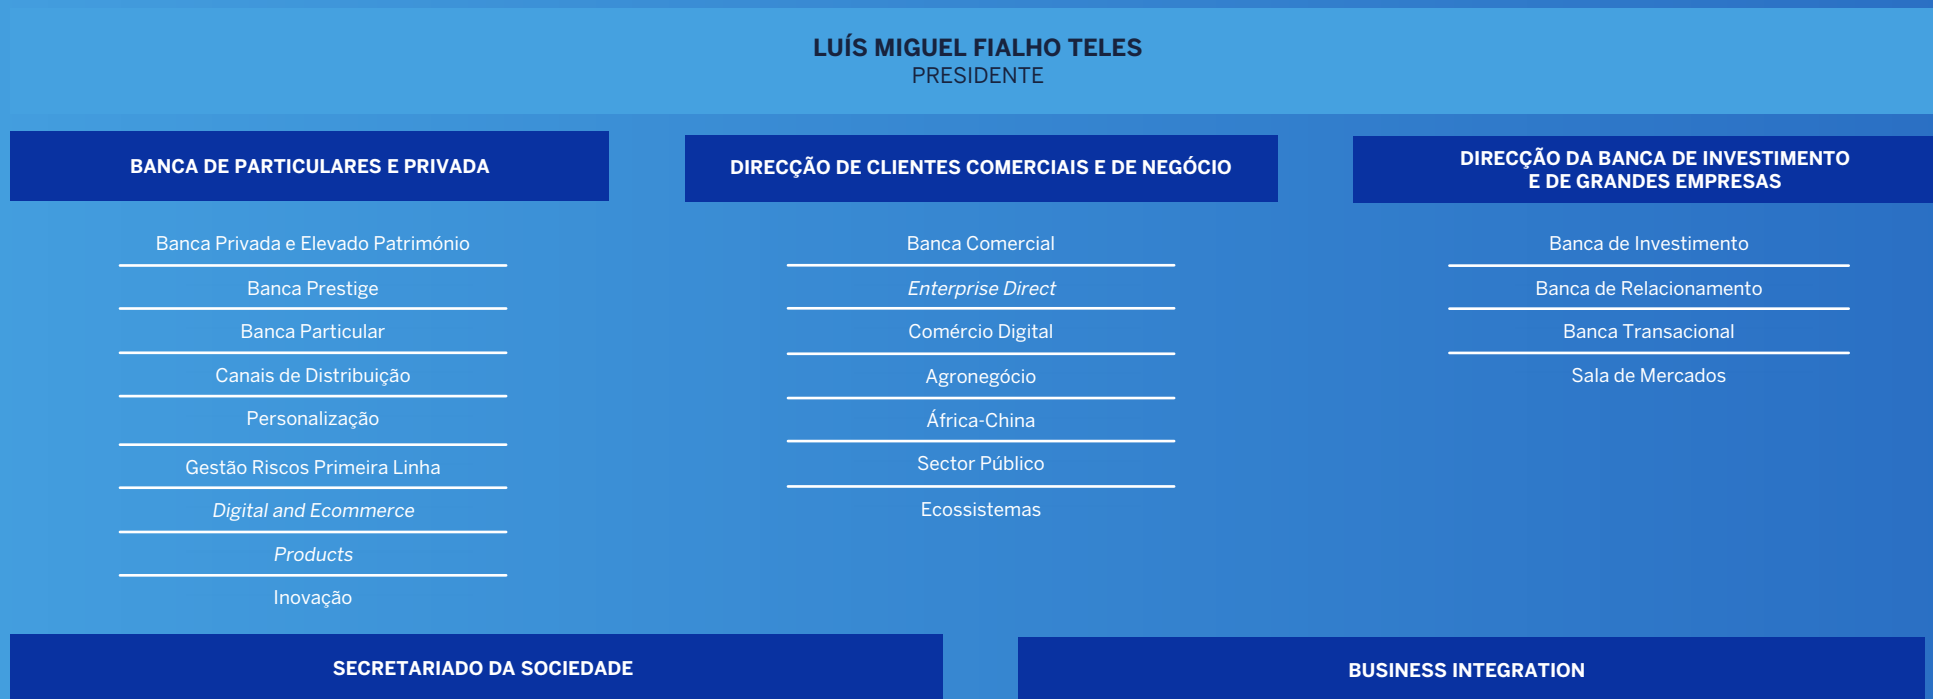 LUÍS MIGUEL FIALHO TELES
PRESIDENTE
BANCA DE PARTICULARES E PRIVADA
Banca Privada e Elevado Património
Banca Prestige
Banca Particular
Canais de Distribuição
Personalização
Gestão Riscos Primeira Linha
Digital and Ecommerce
Products
Inovação
DIRECÇÃO DE CLIENTES COMERCIAIS E DE NEGÓCIO
Banca Comercial
Enterprise Direct
Comércio Digital
Agronegócio
África-China
Sector Público
Ecossistemas
DIRECÇÃO DA BANCA DE INVESTIMENTO
E DE GRANDES EMPRESAS
Banca de Investimento
Banca de Relacionamento
Banca Transacional
Sala de Mercados
SECRETARIADO DA SOCIEDADE
BUSINESS INTEGRATION